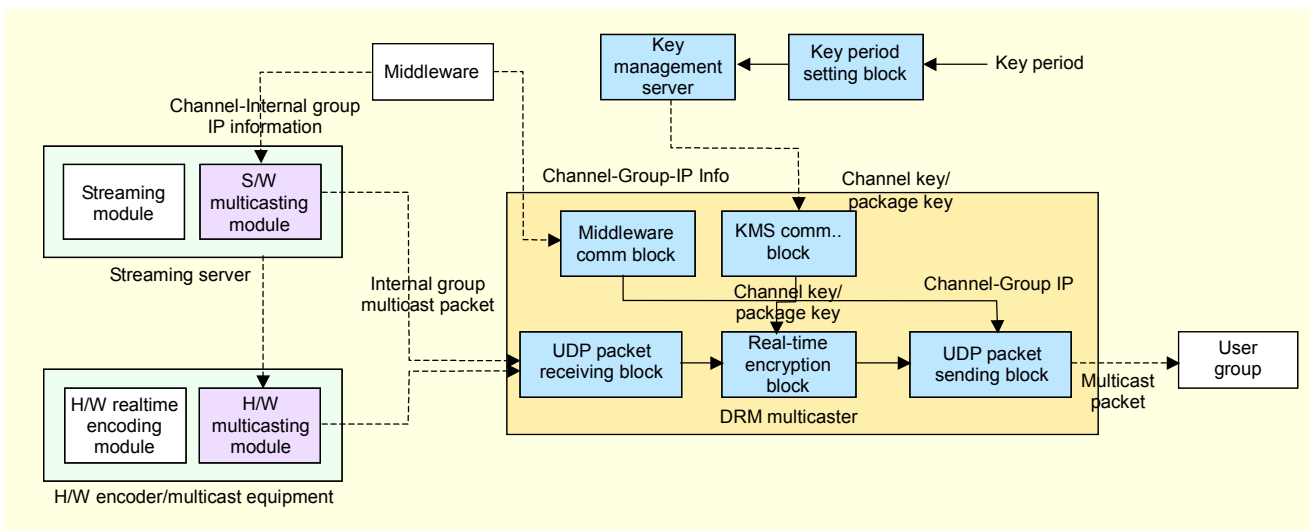 Middleware
Key
management
server
Key period
setting block
Key period
Channel-Internal group
IP information
Streaming
module
S/W
multicasting
module
Streaming server
Channel-Group-IP Info
Channel key/
package key
Middleware
comm block
KMS comm..
block
Internal group
multicast packet
Channel key/
package key
Channel-Group IP
UDP packet
receiving block
Real-time
encryption
block
UDP packet
sending block
User
group
Multicast
packet
DRM multicaster
H/W realtime
encoding
module
H/W
multicasting
module
H/W encoder/multicast equipment